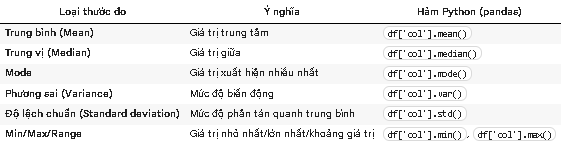 Loại thước đo Ý nghĩa Hàm Python (pandas)
Trung bình (Mean) Giá trị trung tâm df['col'].mean()
Trung vị (Median) Giá trị giữa df['col'].median()
Mode Giá trị xuất hiện nhiều nhất df['col'].mode()
Phương sai (Variance) Mức độ biến động df['col'].var()
Độ lệch chuẩn (Standard deviation) Mức độ phân tán quanh trung bình df['col'].std()
Min/Max/Range Giá trị nhỏ nhất/lớn nhất/khoảng giá trị df['col'].min(), df['col'].max()